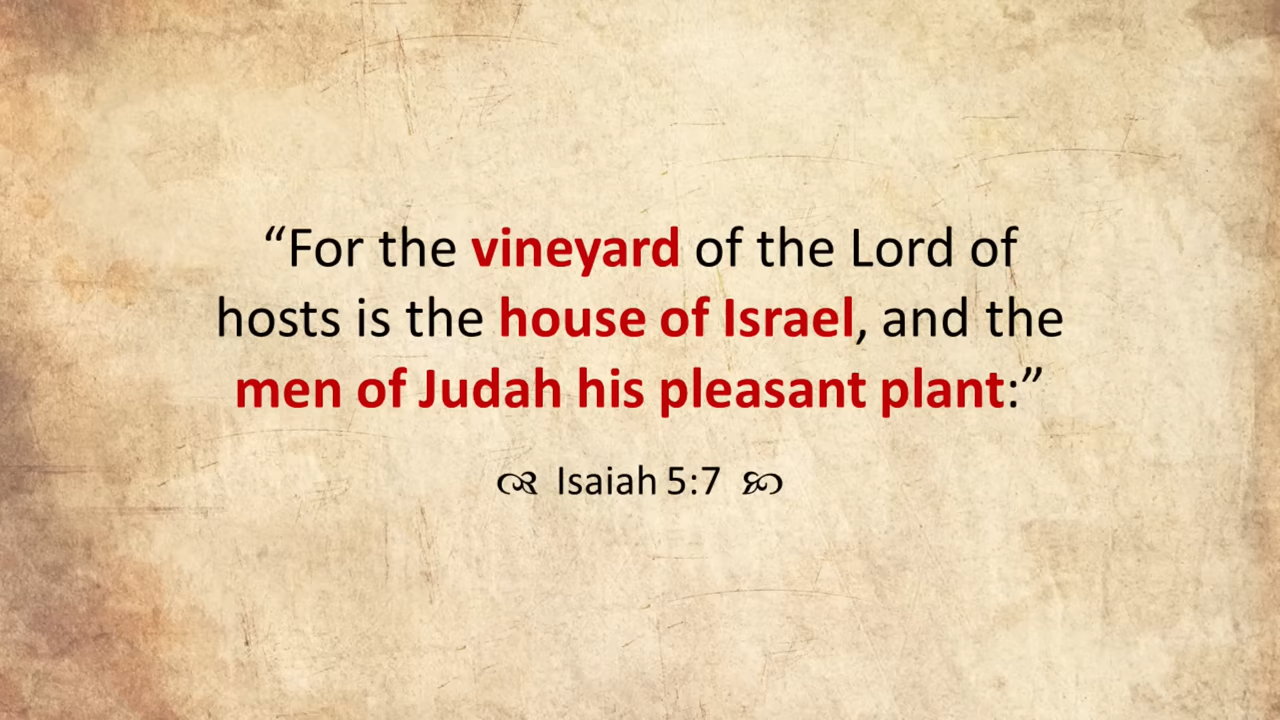 “For the vineyard of the Lord of
hosts is the house of Israel, and the
men of Judah his pleasant plant:”
Isaiah 5:7